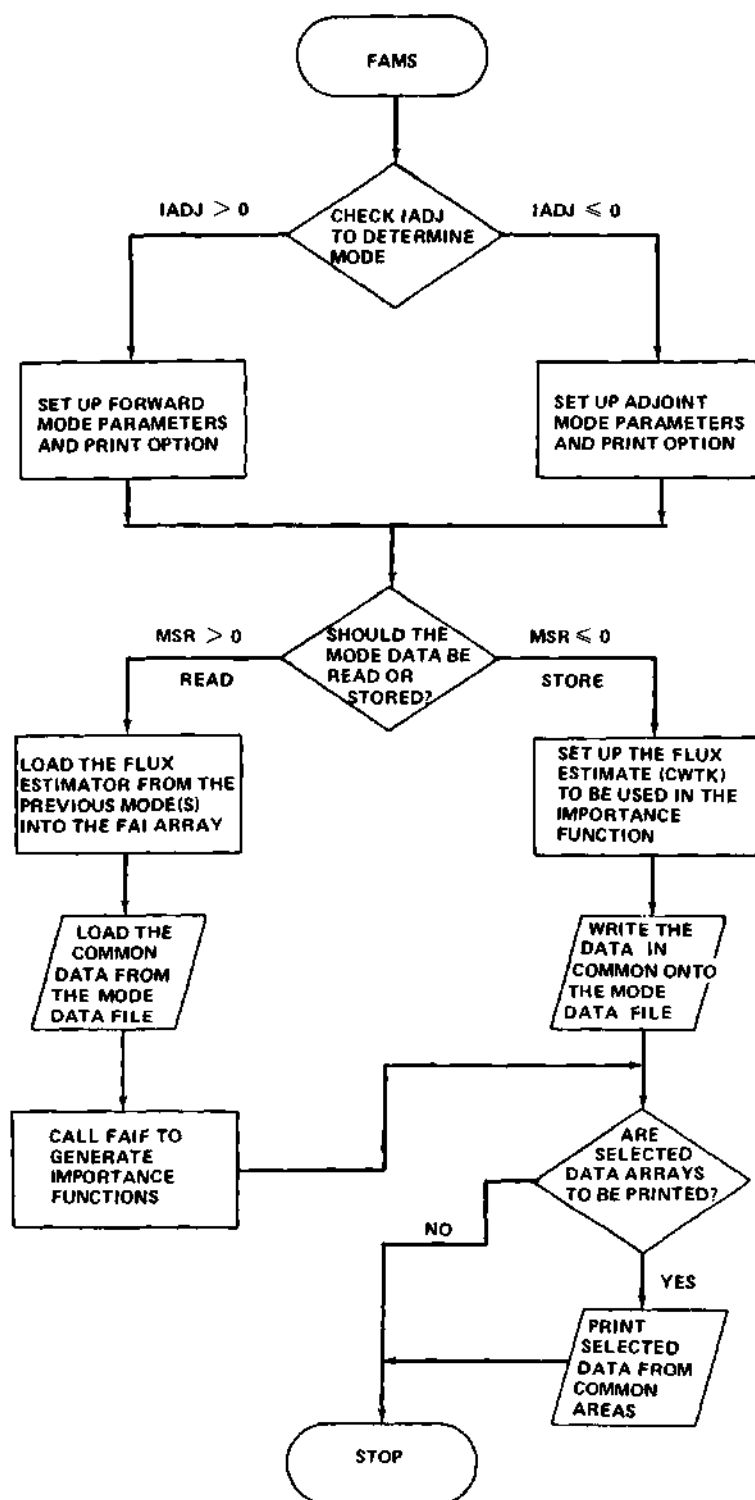 FAMS
IADJ > 0
CHECK IADJ
TO DETERMINE
MODE
IADJ ≤ 0
SET UP FORWARD
MODE PARAMETERS
AND PRINT OPTION
SET UP ADJOINT
MODE PARAMETERS
AND PRINT OPTION
MSR > 0
READ
SHOULD THE
MODE DATA BE
READ OR
STORED?
MSR ≤ 0
STORE
LOAD THE FLUX
ESTIMATOR FROM THE
PREVIOUS MODE(S)
INTO THE FAI ARRAY
SET UP THE FLUX
ESTIMATE (CWTK)
TO BE USED IN THE
IMPORTANCE
FUNCTION
LOAD THE
COMMON
DATA FROM
THE MODE
DATA FILE
WRITE THE
DATA IN
COMMON ONTO
THE MODE
DATA FILE
CALL FAIF TO
GENERATE
IMPORTANCE
FUNCTIONS
ARE
SELECTED
DATA ARRAYS
TO BE PRINTED?
NO
YES
PRINT
SELECTED
DATA FROM
COMMON
AREAS
STOP